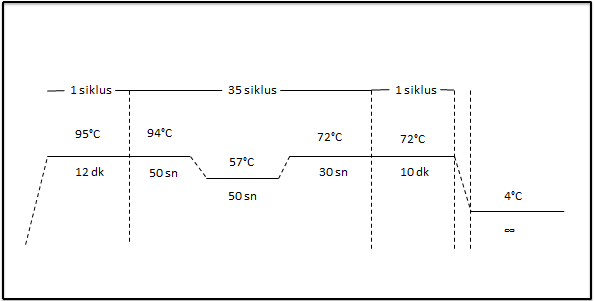 1 siklus 35 siklus 1 siklus
95°C 94°C 72°C 72°C
12 dk 50 sn 57°C 30 sn 10 dk
50 sn 4°C
∞